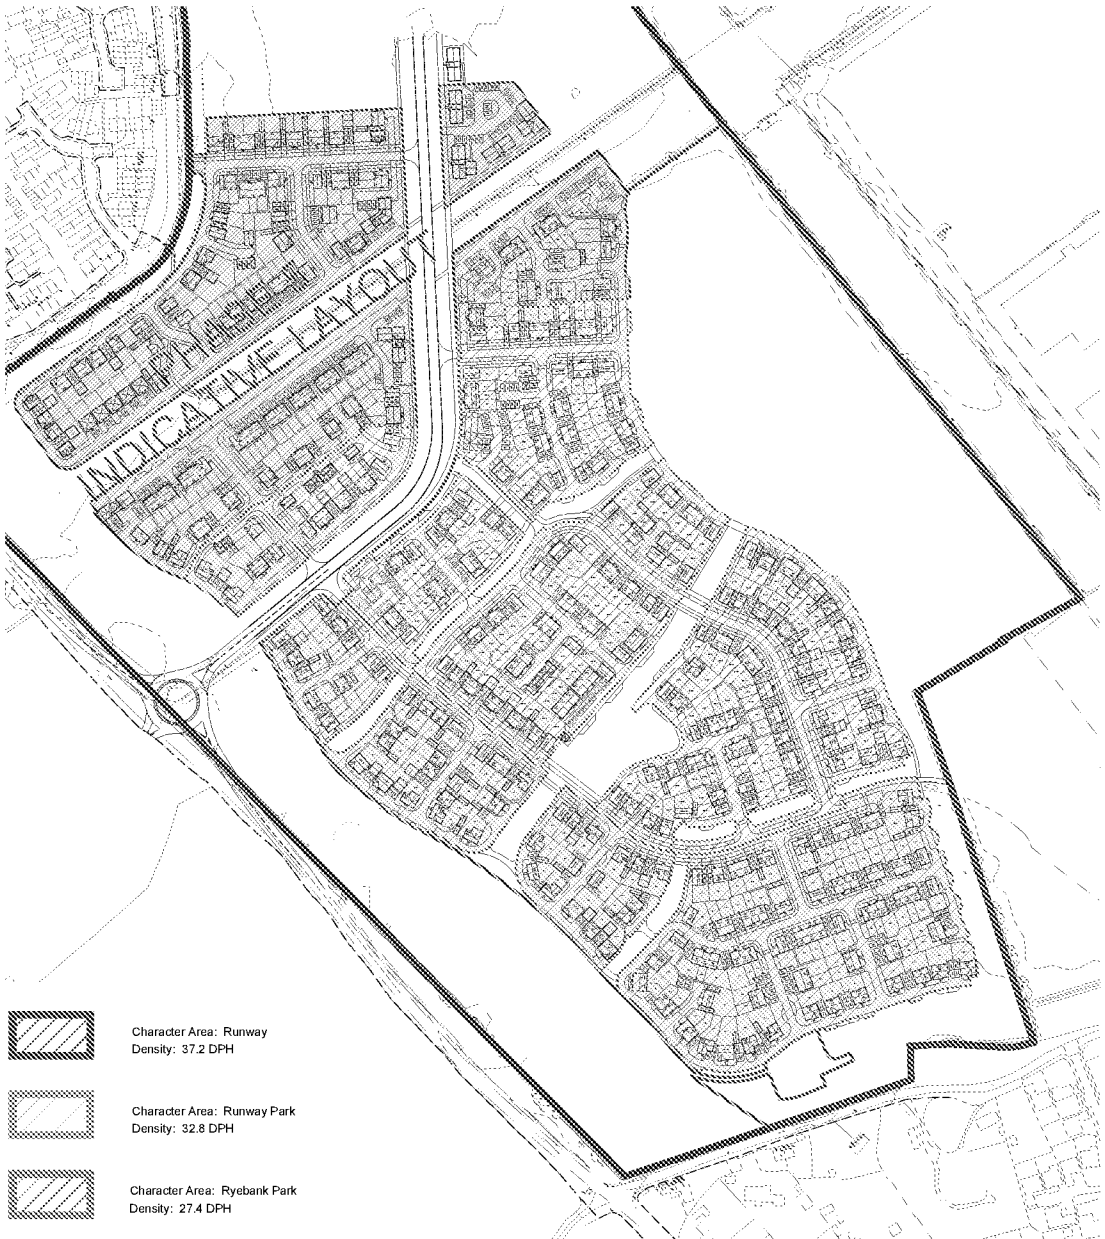 PHASE
INDICATIVE LAYOUT
Character Area: Runway
Density: 37.2 DPH
Character Area: Runway Park
Density: 32.8 DPH
Character Area: Ryebank Park
Density: 27.4 DPH